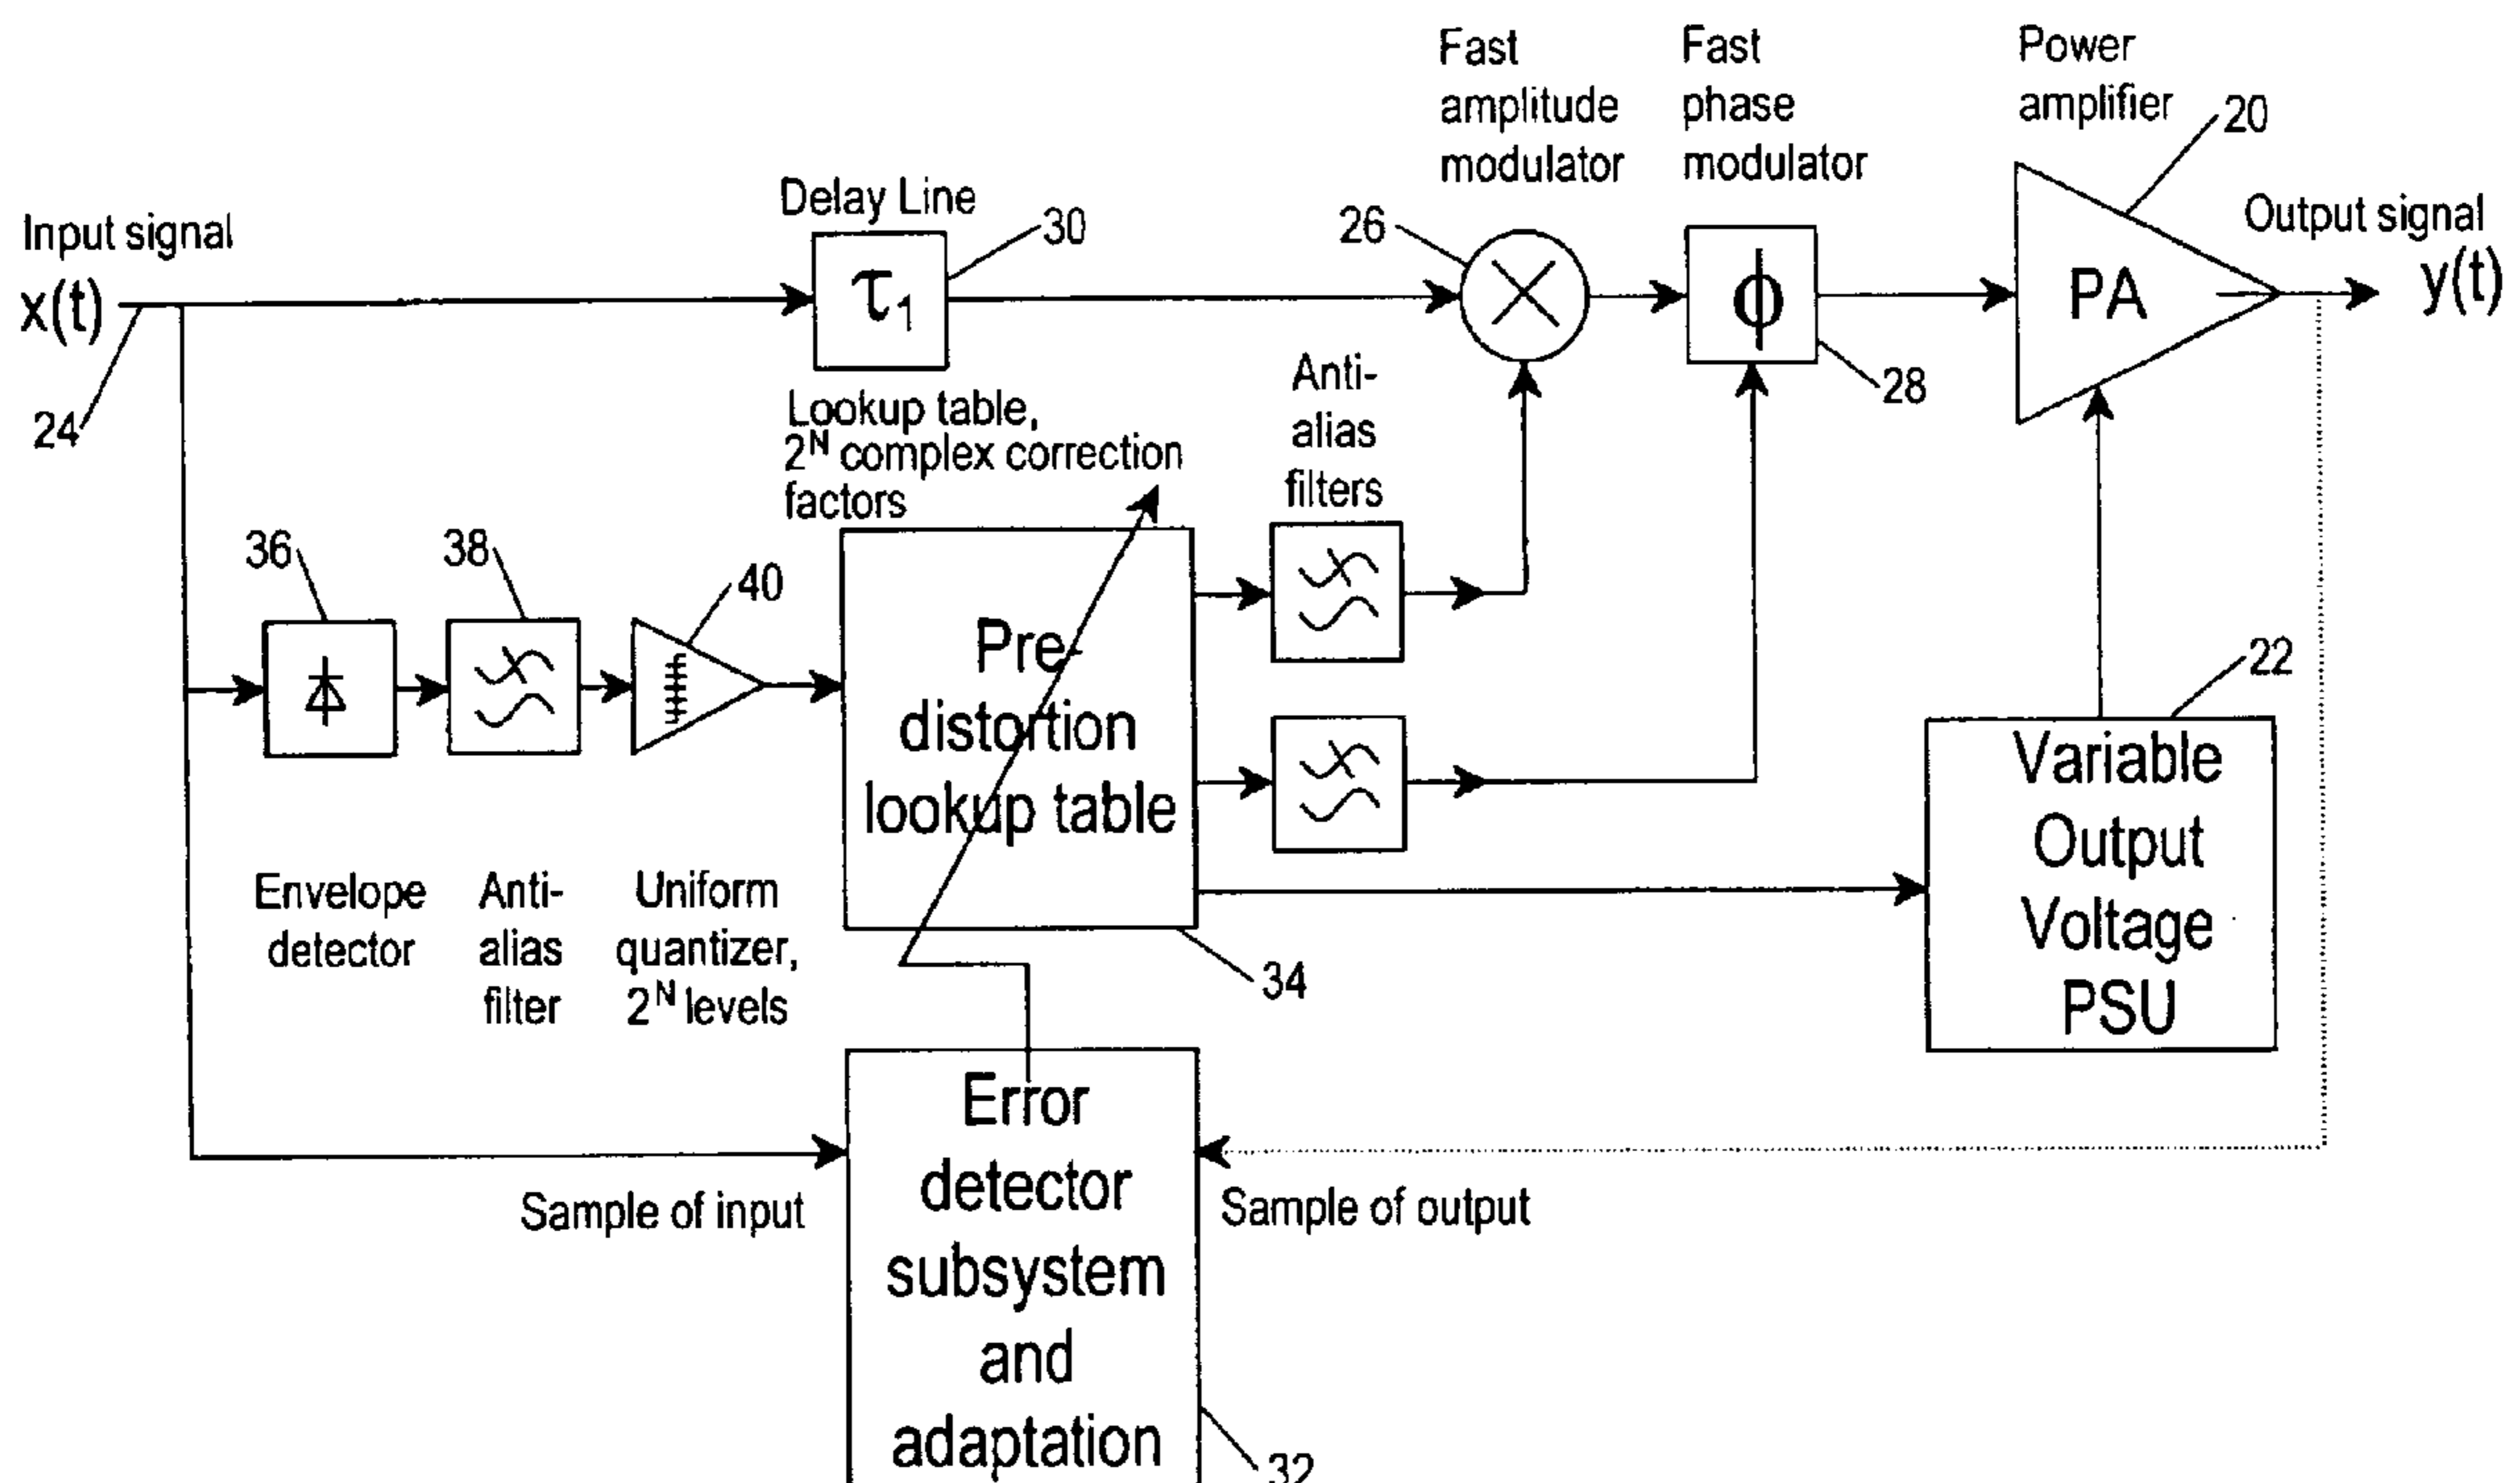 Fast
amplitude
modulator
Fast
phase
modulator
Power
amplifier
20
Delay Line
30
26
Input signal
x(t)
24
τ1
ϕ
28
PA
Output signal
y(t)
Lookup table,
2^N complex correction
factors
Anti-
alias
filters
36
38
40
Pre-
distortion
lookup table
34
22
Variable
Output
Voltage
PSU
Envelope
detector
Anti-
alias
filter
Uniform
quantizer,
2^N levels
Sample of input
Error
detector
subsystem
and
adaptation
32
Sample of output